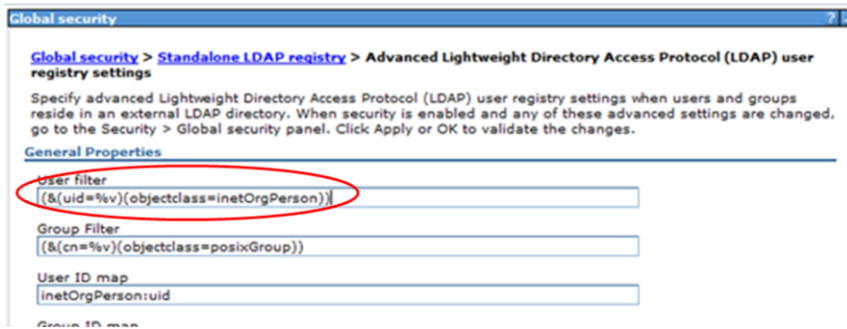 Global security
?
Global security > Standalone LDAP registry > Advanced Lightweight Directory Access Protocol (LDAP) user
registry settings
Specify advanced Lightweight Directory Access Protocol (LDAP) user registry settings when users and groups
reside in an external LDAP directory. When security is enabled and any of these advanced settings are changed,
go to the Security > Global security panel. Click Apply or OK to validate the changes.
General Properties
User filter
(&(uid=%v)(objectclass=inetOrgPerson))
Group Filter
(&(cn=%v)(objectclass=posixGroup))
User ID map
inetOrgPerson:uid
Group ID map